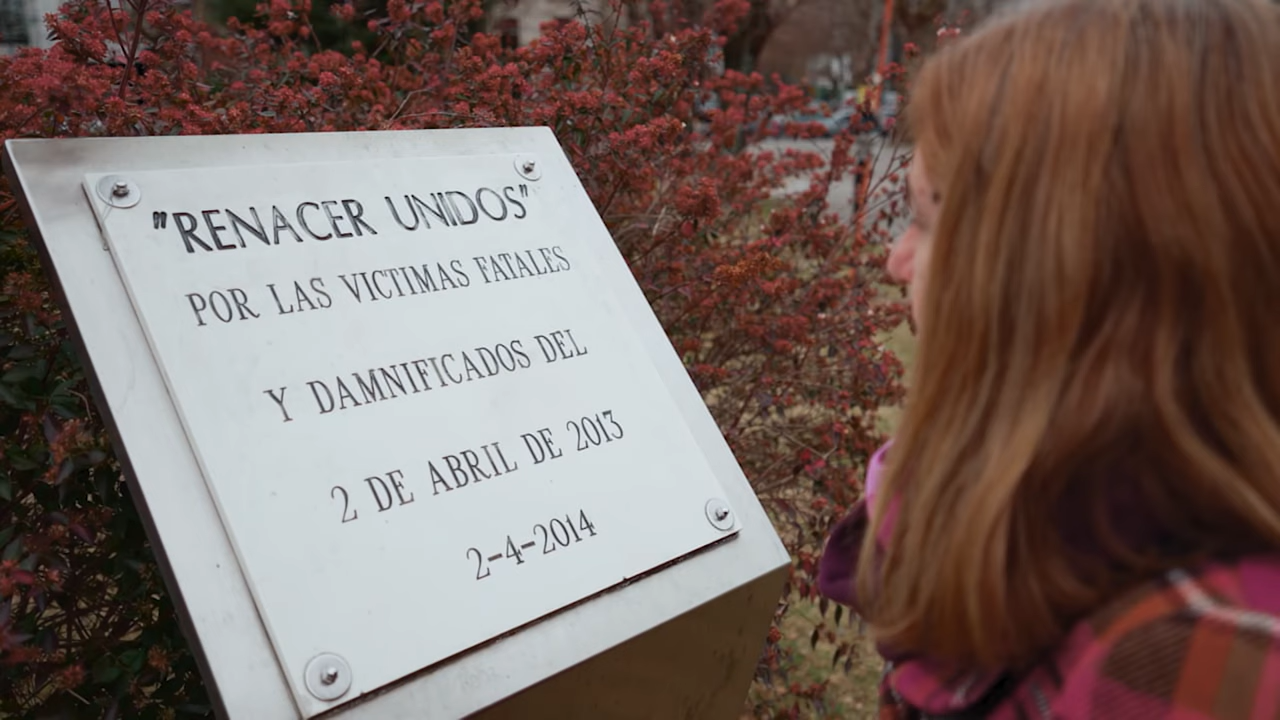 "RENACER UNIDOS"
POR LAS VICTIMAS FATALES
Y DAMNIFICADOS DEL
2 DE ABRIL DE 2013
2-4-2014